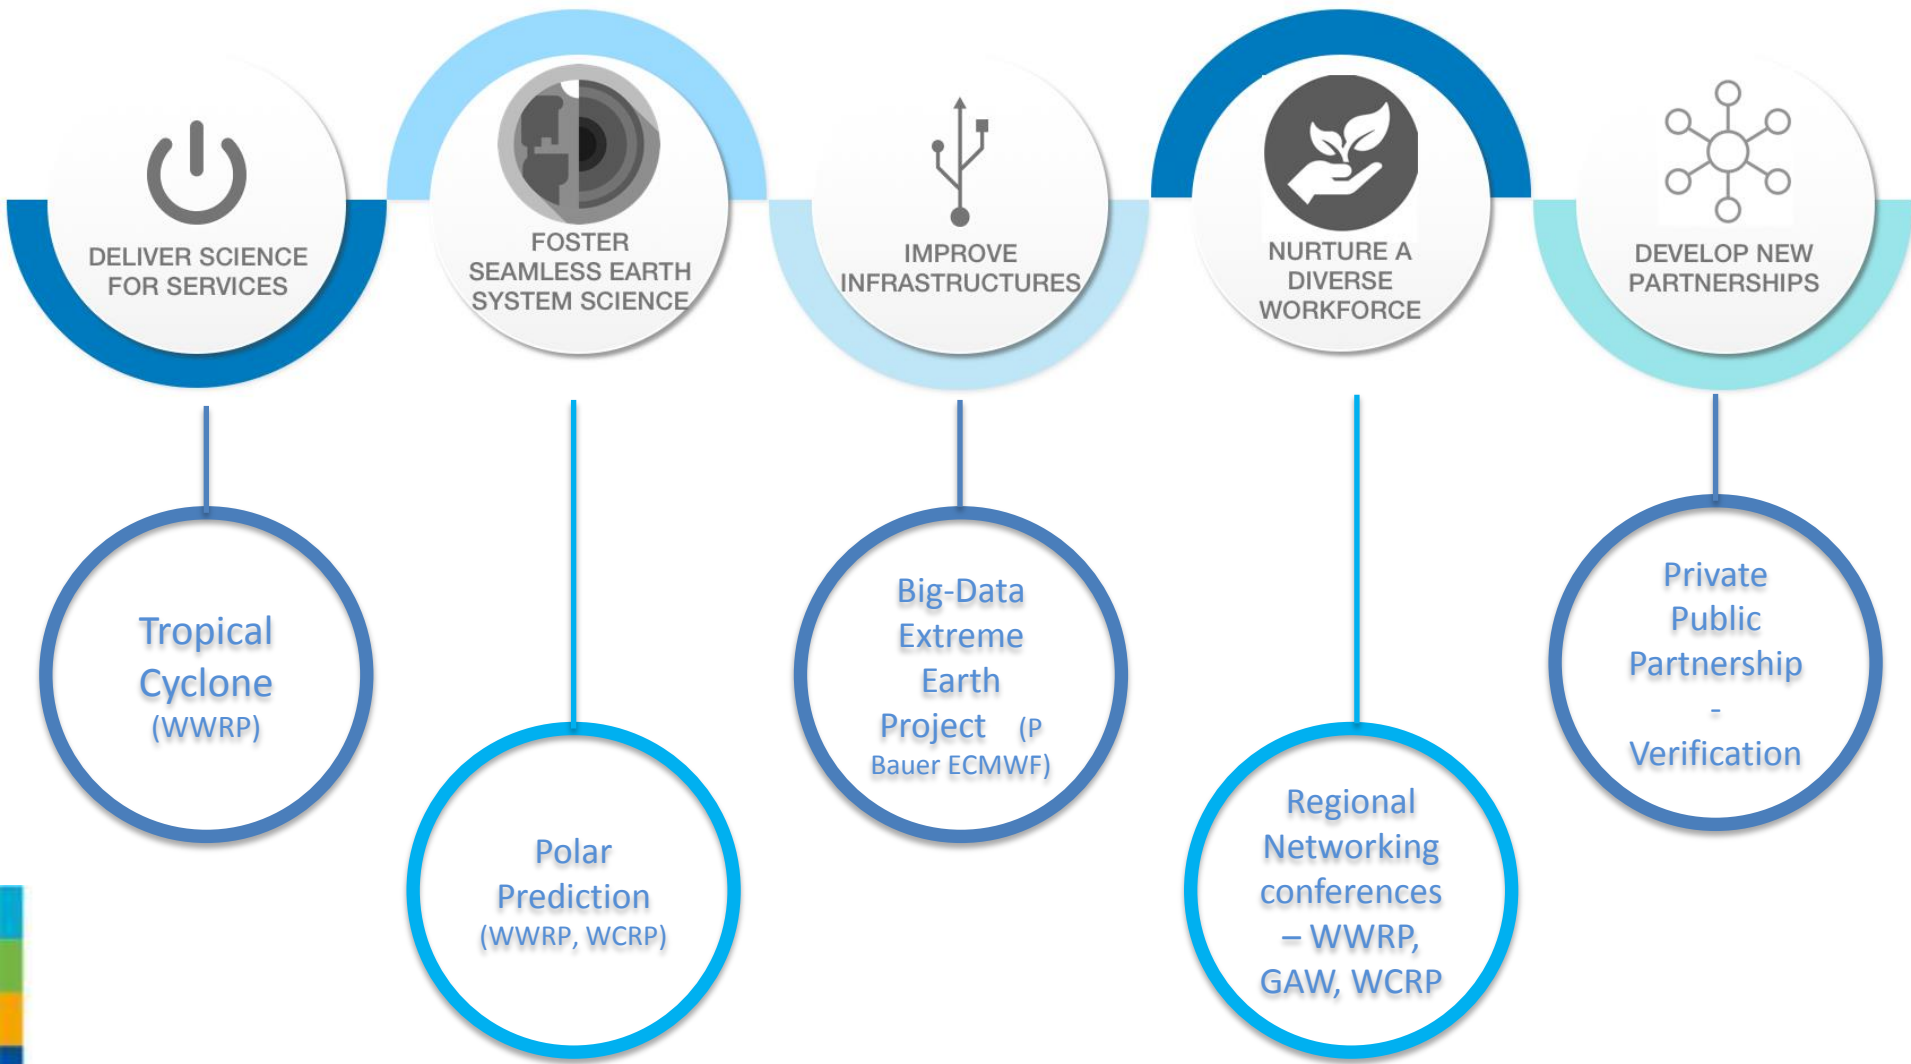 DELIVER SCIENCE
FOR SERVICES
FOSTER
SEAMLESS EARTH
SYSTEM SCIENCE
IMPROVE
INFRASTRUCTURES
NURTURE A
DIVERSE
WORKFORCE
DEVELOP NEW
PARTNERSHIPS
Tropical
Cyclone
(WWRP)
Polar
Prediction
(WWRP, WCRP)
Big-Data
Extreme
Earth
Project (P
Bauer ECMWF)
Regional
Networking
conferences
– WWRP,
GAW, WCRP
Private
Public
Partnership
-
Verification